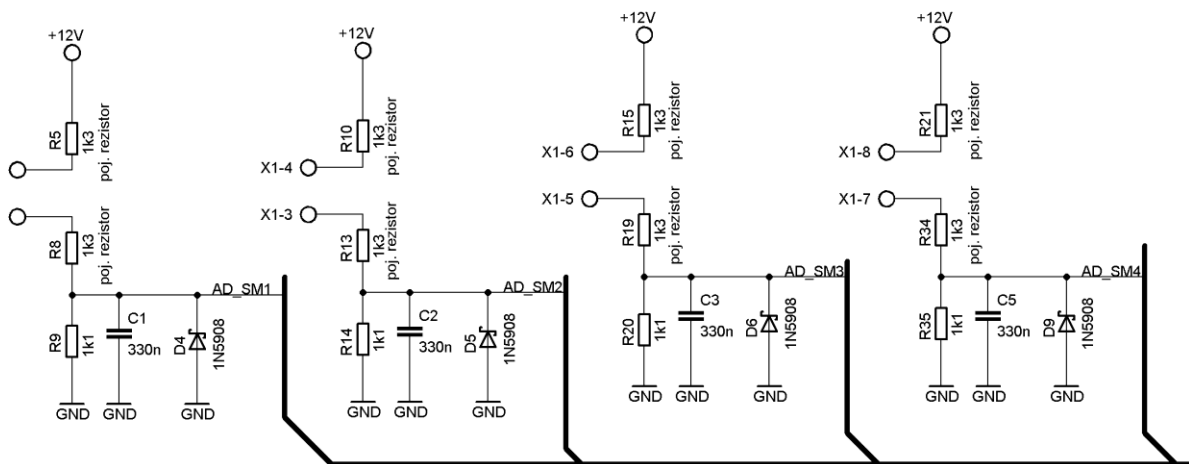 +12V
R5
1k3
poj. rezistor
R8
1k3
poj. rezistor
AD_SM1
R9
1k1
C1
330n
D4
1N5908
GND
GND
GND
+12V
R10
1k3
poj. rezistor
X1-4
X1-3
R13
1k3
poj. rezistor
AD_SM2
R14
1k1
C2
330n
D5
1N5908
GND
GND
GND
+12V
R15
1k3
poj. rezistor
X1-6
X1-5
R19
1k3
poj. rezistor
AD_SM3
R20
1k1
C3
330n
D6
1N5908
GND
GND
GND
+12V
R21
1k3
poj. rezistor
X1-8
X1-7
R34
1k3
poj. rezistor
AD_SM4
R35
1k1
C5
330n
D9
1N5908
GND
GND
GND